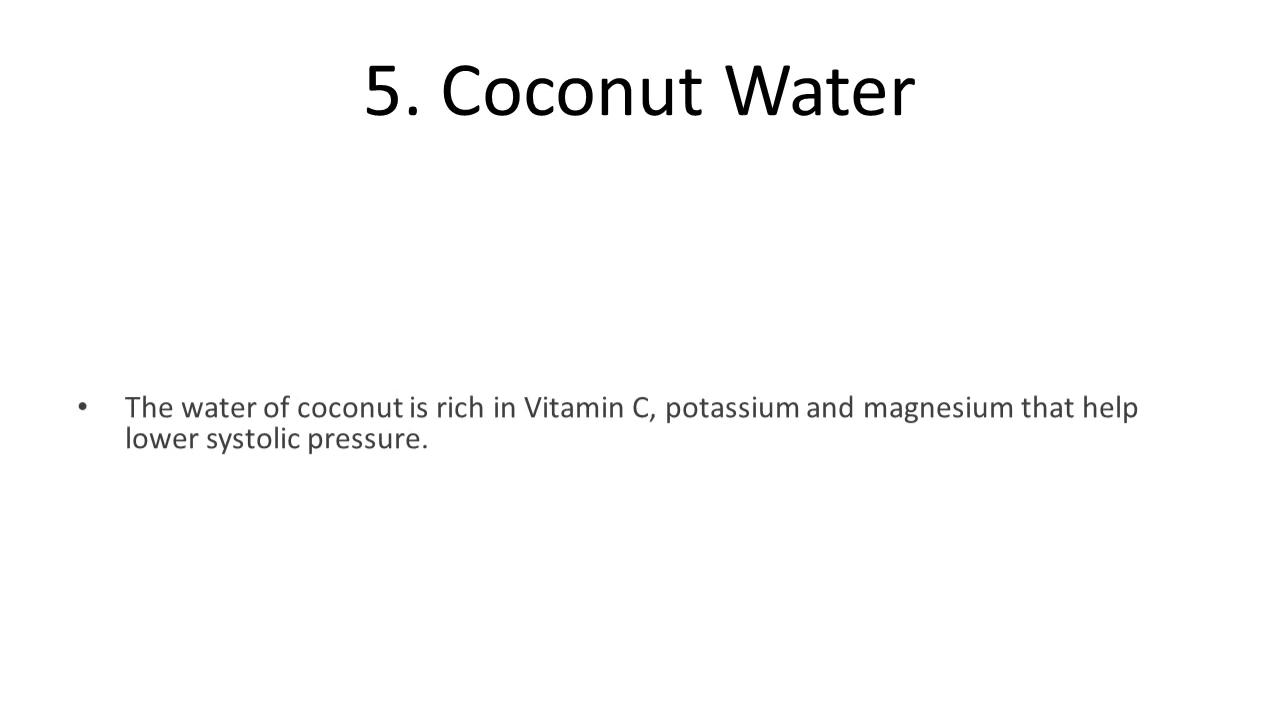 5. Coconut Water
• The water of coconut is rich in Vitamin C, potassium and magnesium that help
lower systolic pressure.